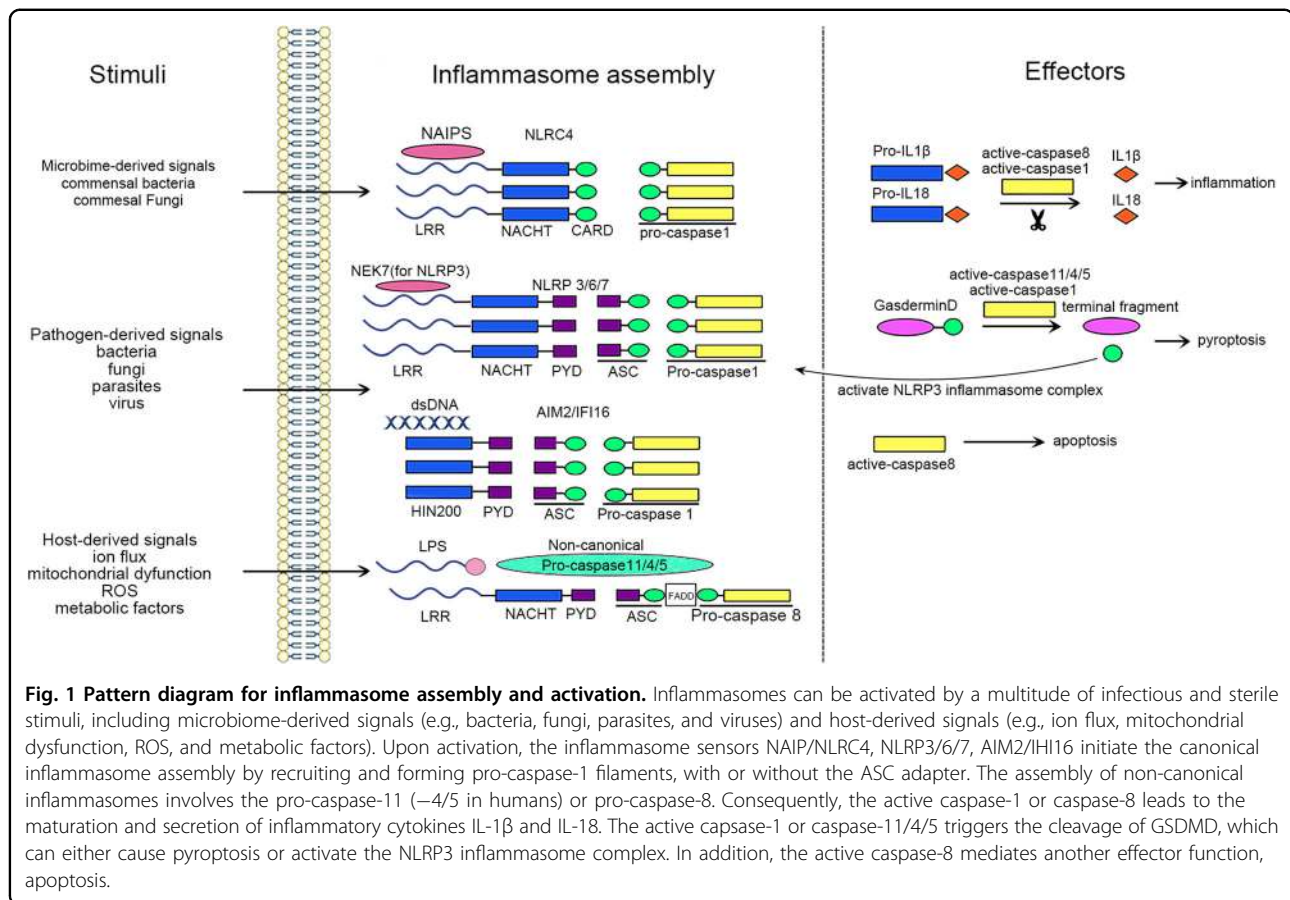 Stimuli
Inflammasome assembly
Effectors
Microbime-derived signals
commensal bacteria
commesal Fungi
NAIPS
NLRC4
LRR
NACHT
CARD
pro-caspase1
Pathogen-derived signals
bacteria
fungi
parasites
virus
NEK7(for NLRP3)
NLRP 3/6/7
LRR
NACHT
PYD
ASC
Pro-caspase1
dsDNA
AIM2/IFI16
HIN200
PYD
ASC
Pro-caspase 1
Host-derived signals
ion flux
mitochondrial dyfunction
ROS
metabolic factors
LPS
Non-canonical
Pro-caspase11/4/5
LRR
NACHT
PYD
ASC
FADD
Pro-caspase 8
Pro-IL1β
Pro-IL18
active-caspase8
active-caspase1
IL1β
IL18
inflammation
GasderminD
active-caspase11/4/5
active-caspase1
terminal fragment
pyroptosis
activate NLRP3 inflammasome complex
active-caspase8
apoptosis
Fig. 1 Pattern diagram for inflammasome assembly and activation. Inflammasomes can be activated by a multitude of infectious and sterile
stimuli, including microbiome-derived signals (e.g., bacteria, fungi, parasites, and viruses) and host-derived signals (e.g., ion flux, mitochondrial
dysfunction, ROS, and metabolic factors). Upon activation, the inflammasome sensors NAIP/NLRC4, NLRP3/6/7, AIM2/IHI16 initiate the canonical
inflammasome assembly by recruiting and forming pro-caspase-1 filaments, with or without the ASC adapter. The assembly of non-canonical
inflammasomes involves the pro-caspase-11 (−4/5 in humans) or pro-caspase-8. Consequently, the active caspase-1 or caspase-8 leads to the
maturation and secretion of inflammatory cytokines IL-1β and IL-18. The active capsase-1 or caspase-11/4/5 triggers the cleavage of GSDMD, which
can either cause pyroptosis or activate the NLRP3 inflammasome complex. In addition, the active caspase-8 mediates another effector function,
apoptosis.